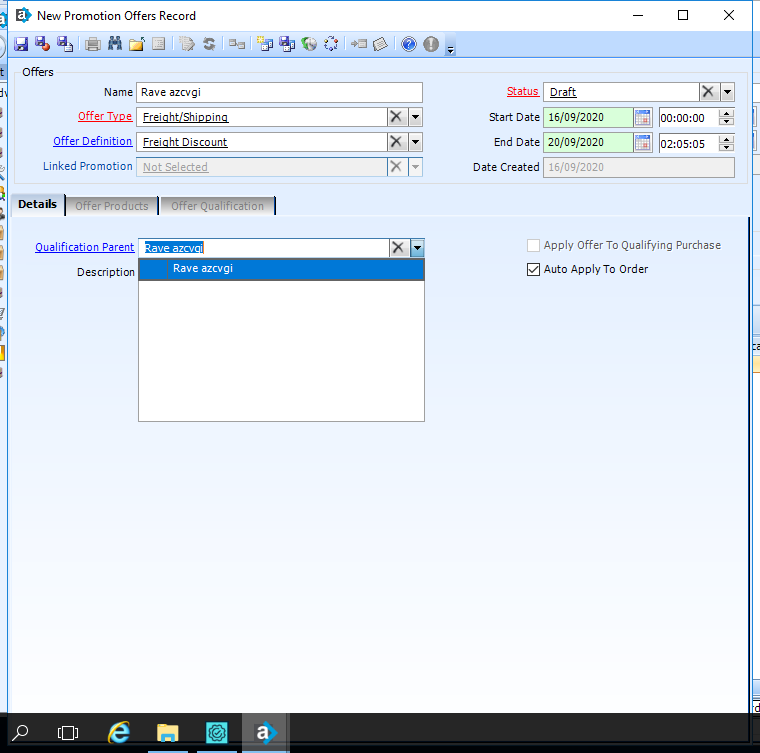 New Promotion Offers Record
Offers
Name Rave azcvgi
Status Draft
Offer Type Freight/Shipping
Start Date 16/09/2020 00:00:00
Offer Definition Freight Discount
End Date 20/09/2020 02:05:05
Linked Promotion Not Selected
Date Created 16/09/2020
Details Offer Products Offer Qualification
Qualification Parent Rave azcvgi
Apply Offer To Qualifying Purchase
Rave azcvgi
Description
Auto Apply To Order